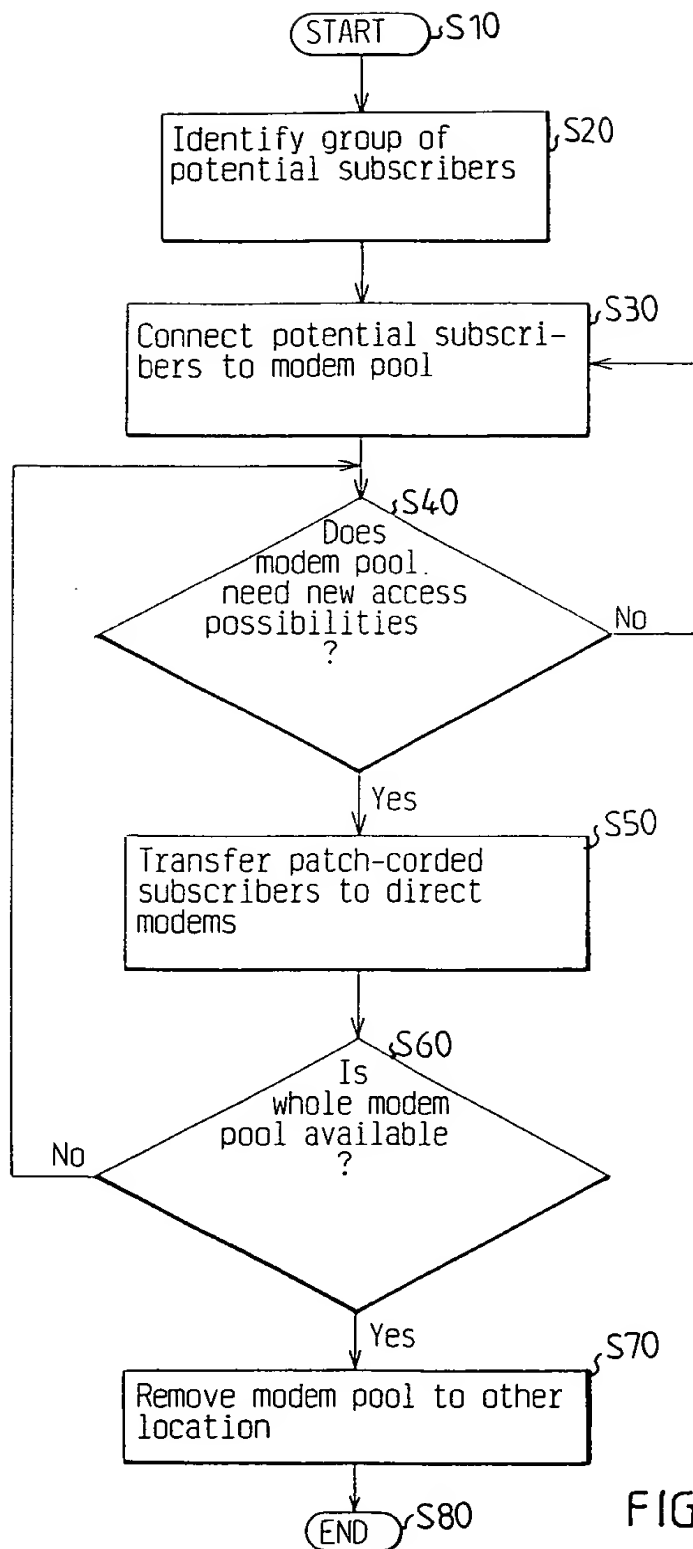 START S10
Identify group of
potential subscribers
S20
S30
Connect potential subscri-
bers to modem pool
S40
Does
modem pool.
need new access
possibilities
?
No
Yes
S50
Transfer patch-corded
subscribers to direct
modems
S60
Is
whole modem
pool available
?
No
Yes
S70
Remove modem pool to other
location
END S80
FIG